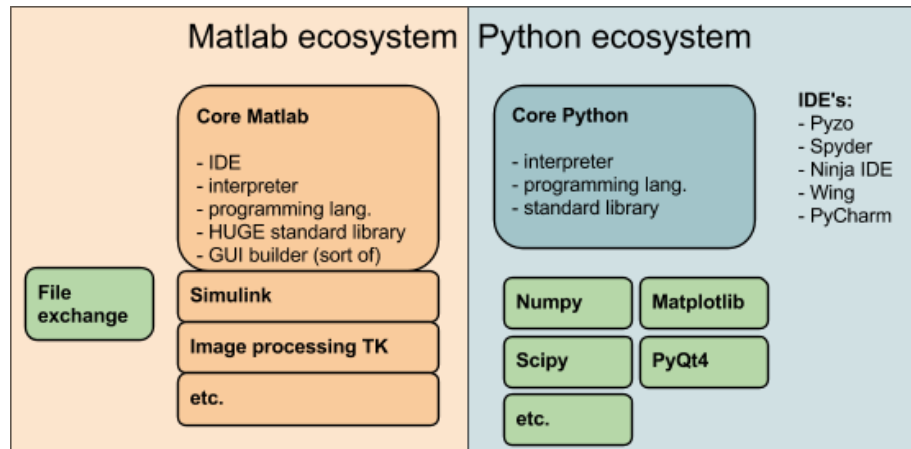 Matlab ecosystem
Core Matlab
- IDE
- interpreter
- programming lang.
- HUGE standard library
- GUI builder (sort of)
File
exchange
Simulink
Image processing TK
etc.
Python ecosystem
Core Python
- interpreter
- programming lang.
- standard library
IDE's:
- Pyzo
- Spyder
- Ninja IDE
- Wing
- PyCharm
Numpy
Matplotlib
Scipy
PyQt4
etc.